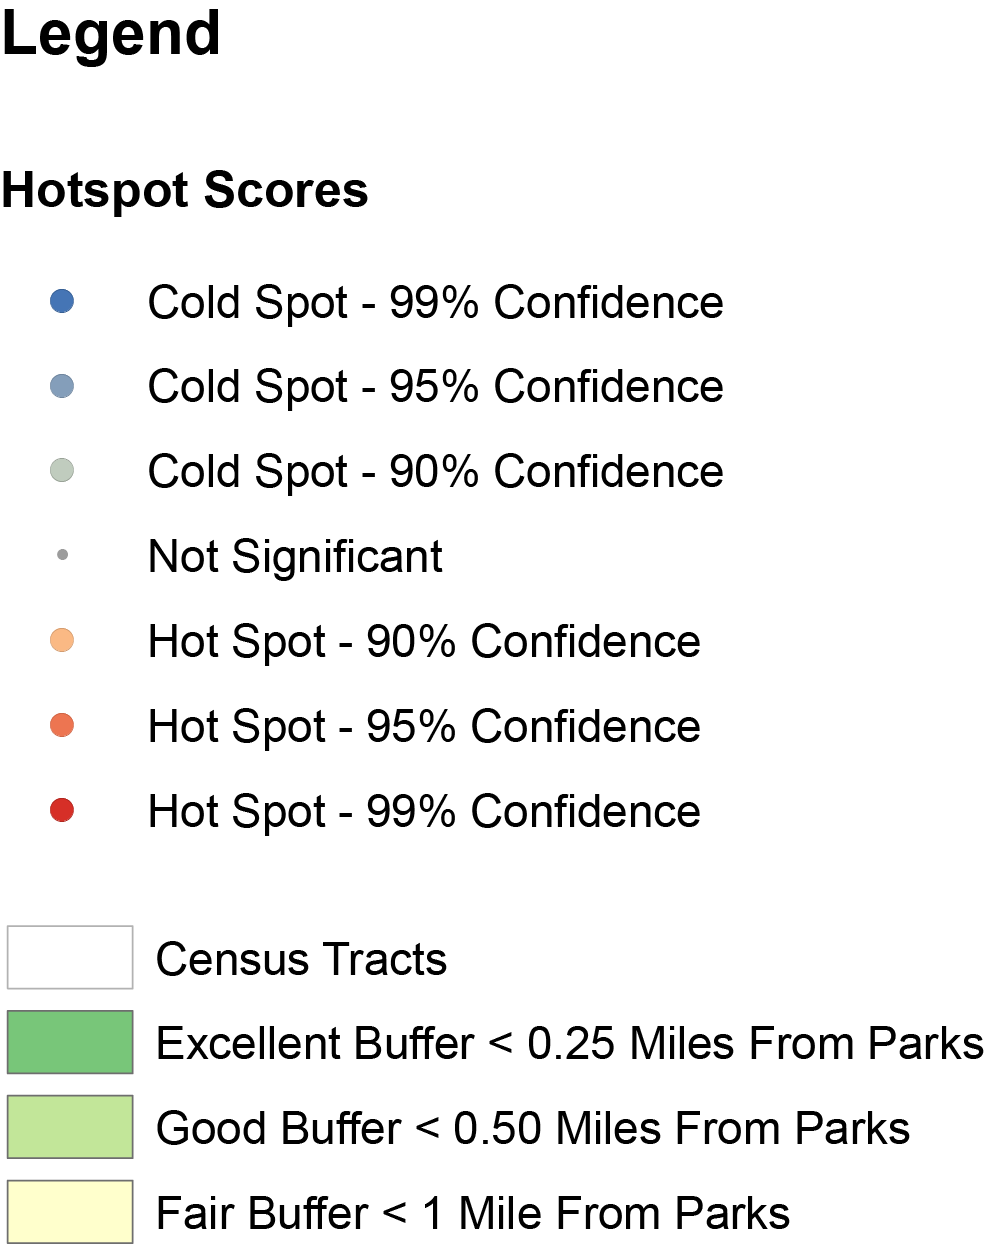 Legend
Hotspot Scores
Cold Spot - 99% Confidence
Cold Spot - 95% Confidence
Cold Spot - 90% Confidence
Not Significant
Hot Spot - 90% Confidence
Hot Spot - 95% Confidence
Hot Spot - 99% Confidence
Census Tracts
Excellent Buffer < 0.25 Miles From Parks
Good Buffer < 0.50 Miles From Parks
Fair Buffer < 1 Mile From Parks